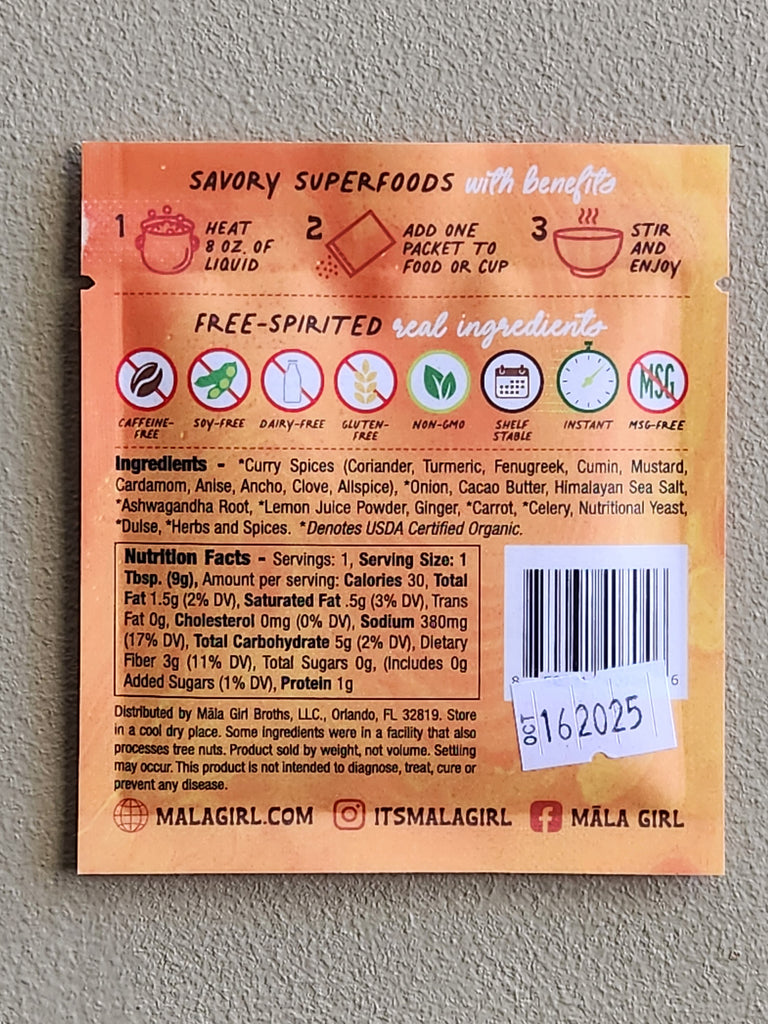 SAVORY SUPERFOODS with benefits
1 HEAT 8 OZ. OF LIQUID
2 ADD ONE PACKET TO FOOD OR CUP
3 STIR AND ENJOY
FREE-SPIRITED real ingredients
MSG
CAFFEINE-FREE
SOY-FREE
DAIRY-FREE
GLUTEN-FREE
NON-GMO
SHELF STABLE
INSTANT
MSG-FREE
Ingredients - *Curry Spices (Coriander, Turmeric, Fenugreek, Cumin, Mustard,
Cardamom, Anise, Ancho, Clove, Allspice), *Onion, Cacao Butter, Himalayan Sea Salt,
*Ashwagandha Root, *Lemon Juice Powder, Ginger, *Carrot, *Celery, Nutritional Yeast,
*Dulse, *Herbs and Spices. *Denotes USDA Certified Organic.
Nutrition Facts - Servings: 1, Serving Size: 1
Tbsp. (9g), Amount per serving: Calories 30, Total
Fat 1.5g (2% DV), Saturated Fat .5g (3% DV), Trans
Fat 0g, Cholesterol 0mg (0% DV), Sodium 380mg
(17% DV), Total Carbohydrate 5g (2% DV), Dietary
Fiber 3g (11% DV), Total Sugars 0g, (Includes 0g
Added Sugars (1% DV), Protein 1g
6
OCT 162025
Distributed by Māla Girl Broths, LLC., Orlando, FL 32819. Store
in a cool dry place. Some ingredients were in a facility that also
processes tree nuts. Product sold by weight, not volume. Settling
may occur. This product is not intended to diagnose, treat, cure or
prevent any disease.
MALAGIRL.COM ITSMALAGIRL MĀLA GIRL